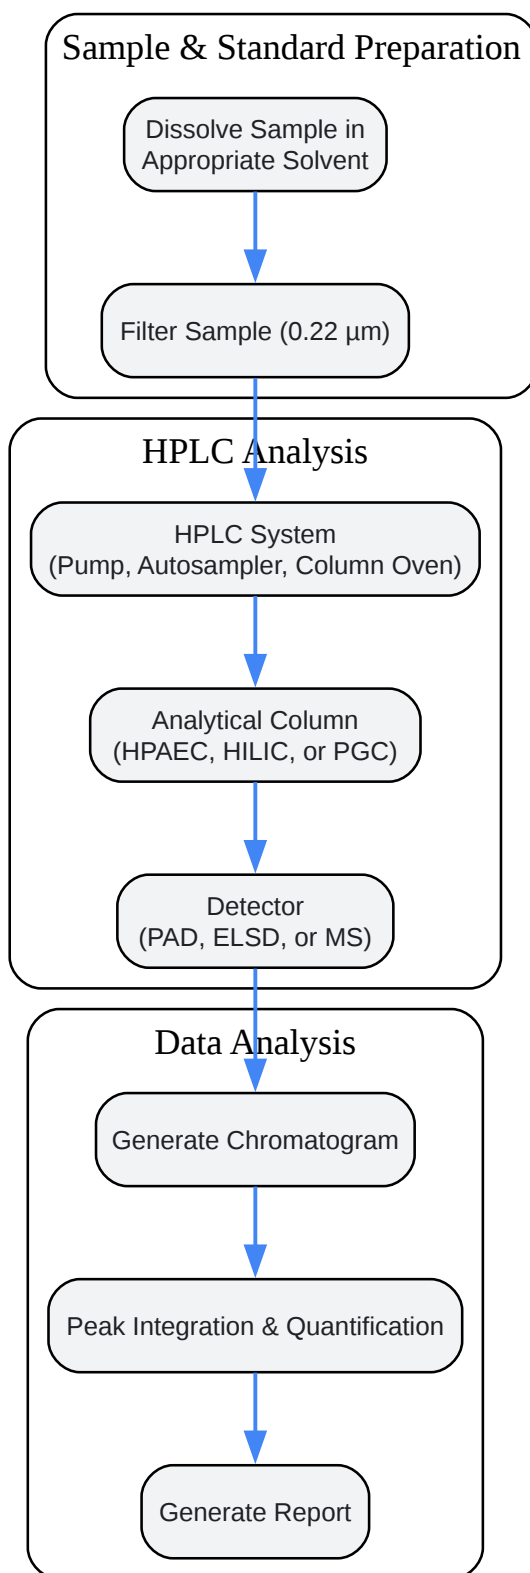 Sample & Standard Preparation
Dissolve Sample in
Appropriate Solvent
Filter Sample (0.22 µm)
HPLC Analysis
HPLC System
(Pump, Autosampler, Column Oven)
Analytical Column
(HPAEC, HILIC, or PGC)
Detector
(PAD, ELSD, or MS)
Data Analysis
Generate Chromatogram
Peak Integration & Quantification
Generate Report